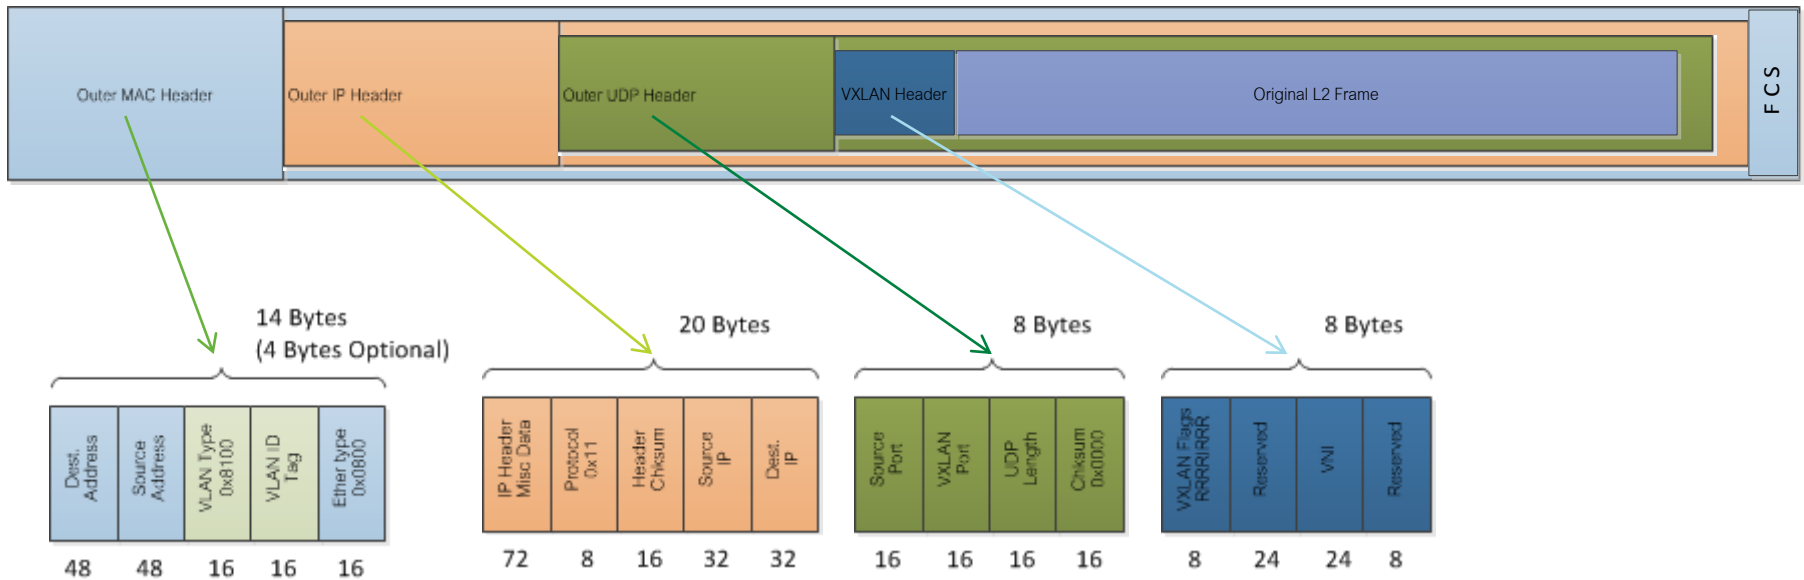 Outer MAC Header
Outer IP Header
Outer UDP Header
VXLAN Header
Original L2 Frame
FCS
14 Bytes
(4 Bytes Optional)
20 Bytes
8 Bytes
8 Bytes
Dest.
Address
Source
Address
VLAN Type
0x8100
VLAN ID
Tag
Ether type
0x0800
IP Header
Misc Data
Protocol
0x11
Header
Chksum
Source
IP
Dest.
IP
Source
Port
VXLAN
Port
UDP
Length
Chksum
0x0000
VXLAN Flags
RRRRIRRR
Reserved
VNI
Reserved
48 48 16 16 16
72 8 16 32 32
16 16 16 16
8 24 24 8